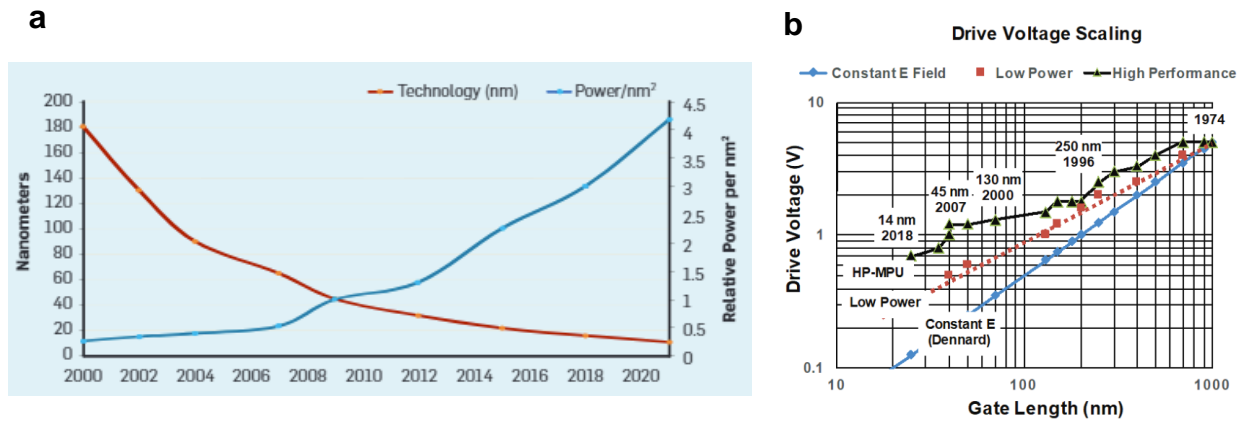 a
Technology (nm)
Power/nm²
Nanometers
200
180
160
140
120
100
80
60
40
20
0
2000 2002 2004 2006 2008 2010 2012 2014 2016 2018 2020
4.5
4
3.5
3
2.5
2
1.5
1
0.5
0
Relative Power per nm²
b
Drive Voltage Scaling
Constant E Field
Low Power
High Performance
Drive Voltage (V)
10
1
0.1
1974
250 nm
1996
130 nm
2000
45 nm
2007
14 nm
2018
HP-MPU
Low Power
Constant E
(Dennard)
10 100 1000
Gate Length (nm)